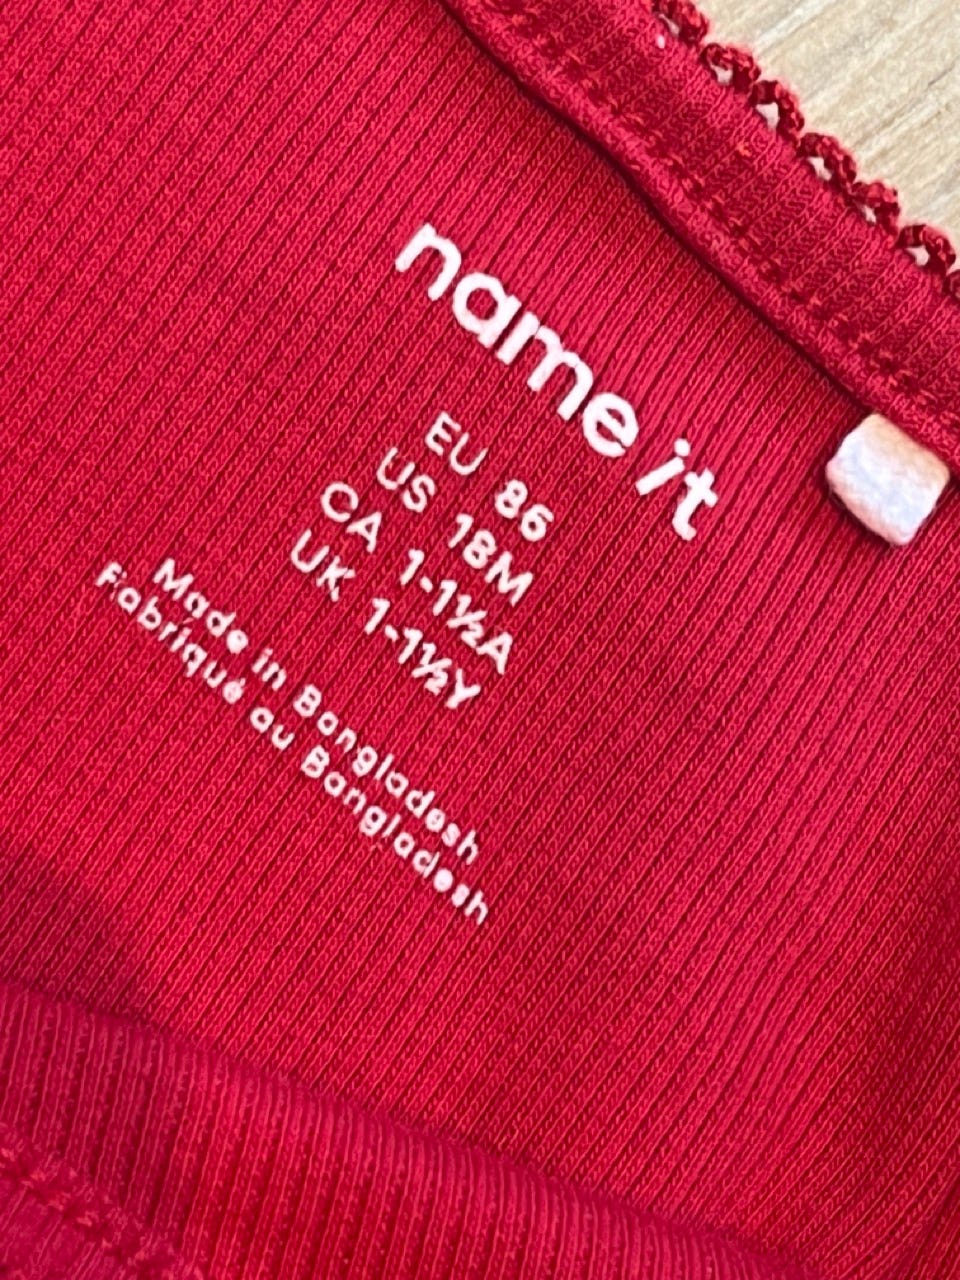 name it
EU 86
US 18M
CA 1-1½A
UK 1-1½Y
Made in Bangladesh
Fabriqué au Bangladesh